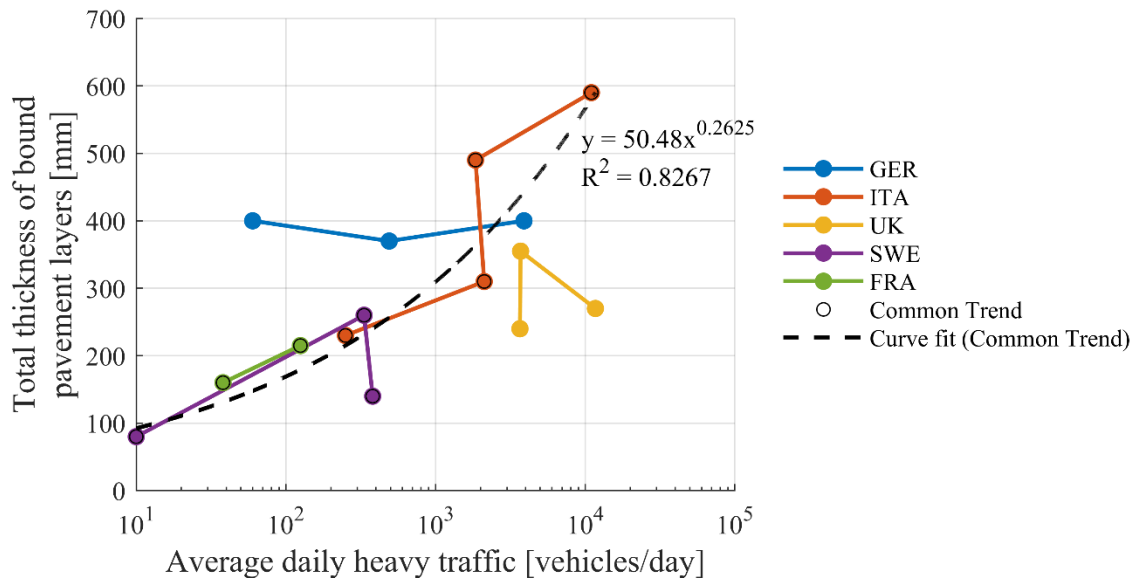 700
600
500
400
300
200
100
0
Total thickness of bound
pavement layers [mm]
y = 50.48x^0.2625
R^2 = 0.8267
10^1
10^2
10^3
10^4
10^5
Average daily heavy traffic [vehicles/day]
GER
ITA
UK
SWE
FRA
Common Trend
Curve fit (Common Trend)